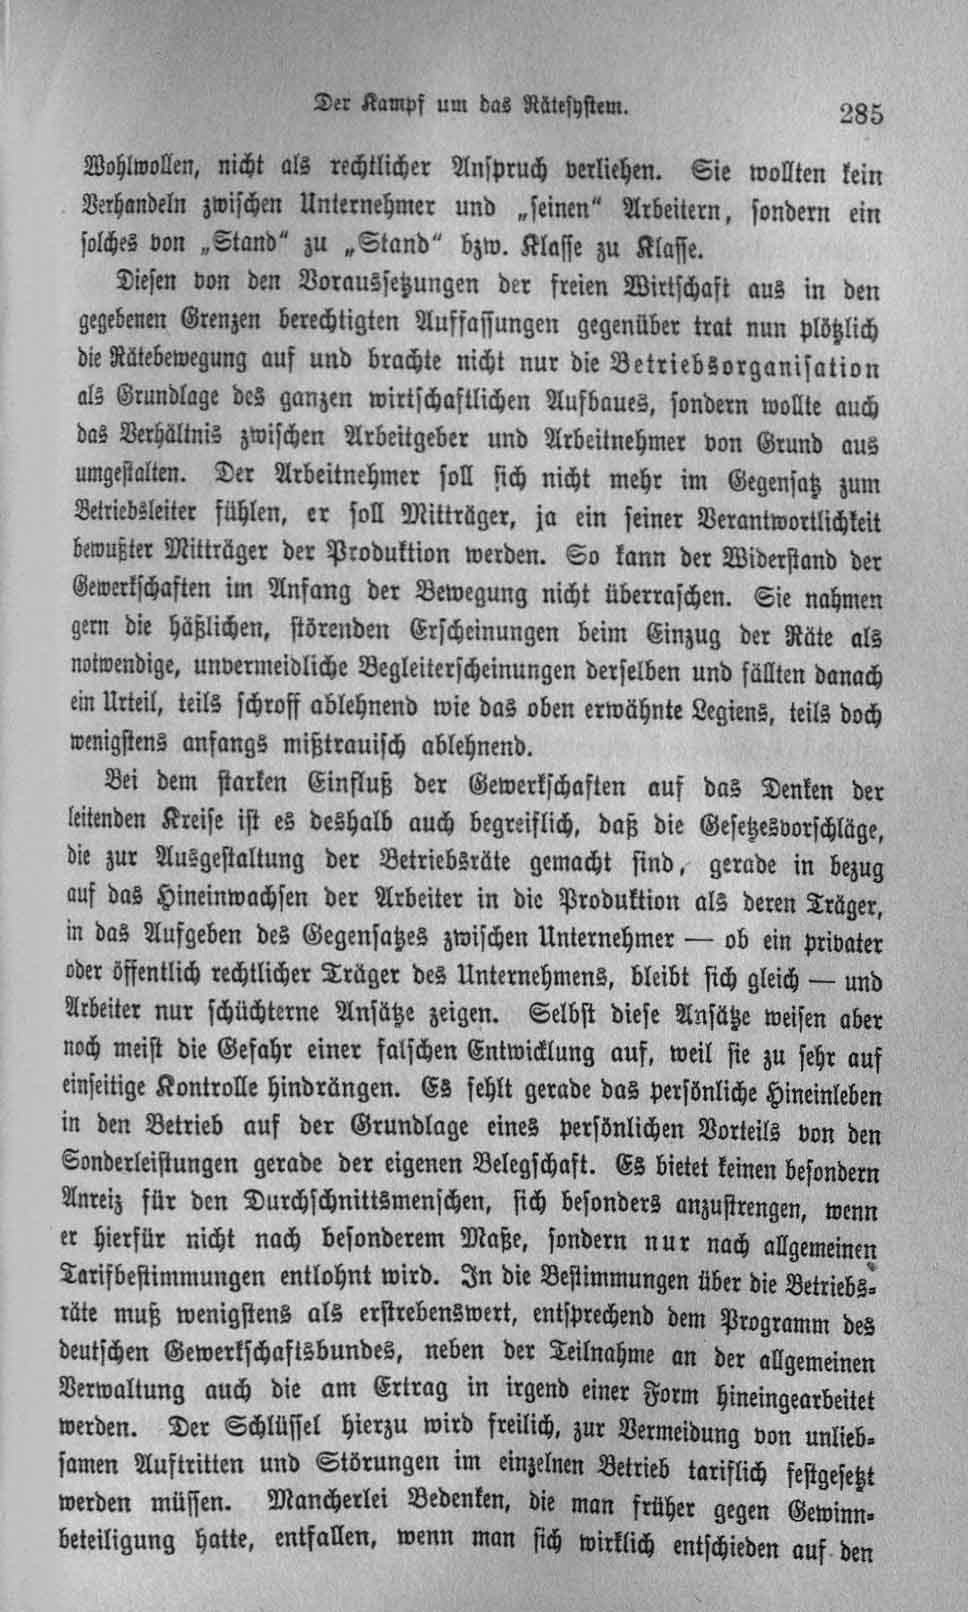 Der Kampf um das Rätesystem. 285
Wohlwollen, nicht als rechtlicher Anspruch verliehen. Sie wollten kein
Verhandeln zwischen Unternehmer und „seinen“ Arbeitern, sondern ein
solches von „Stand“ zu „Stand“ bzw. Klasse zu Klasse.
Diesen von den Voraussetzungen der freien Wirtschaft aus in den
gegebenen Grenzen berechtigten Auffassungen gegenüber trat nun plötzlich
die Rätebewegung auf und brachte nicht nur die Betriebsorganisation
als Grundlage des ganzen wirtschaftlichen Aufbaues, sondern wollte auch
das Verhältnis zwischen Arbeitgeber und Arbeitnehmer von Grund aus
umgestalten. Der Arbeitnehmer soll sich nicht mehr im Gegensatz zum
Betriebsleiter fühlen, er soll Mitträger, ja ein seiner Verantwortlichkeit
bewußter Mitträger der Produktion werden. So kann der Widerstand der
Gewerkschaften im Anfang der Bewegung nicht überraschen. Sie nahmen
gern die häßlichen, störenden Erscheinungen beim Einzug der Räte als
notwendige, unvermeidliche Begleiterscheinungen derselben und fällten danach
ein Urteil, teils schroff ablehnend wie das oben erwähnte Legiens, teils doch
wenigstens anfangs mißtrauisch ablehnend.
Bei dem starken Einfluß der Gewerkschaften auf das Denken der
leitenden Kreise ist es deshalb auch begreiflich, daß die Gesetzesvorschläge,
die zur Ausgestaltung der Betriebsräte gemacht sind, gerade in bezug
auf das Hineinwachsen der Arbeiter in die Produktion als deren Träger,
in das Aufgeben des Gegensatzes zwischen Unternehmer — ob ein privater
oder öffentlich rechtlicher Träger des Unternehmens, bleibt sich gleich — und
Arbeiter nur schüchterne Ansätze zeigen. Selbst diese Ansätze weisen aber
noch meist die Gefahr einer falschen Entwicklung auf, weil sie zu sehr auf
einseitige Kontrolle hindrängen. Es fehlt gerade das persönliche Hineinleben
in den Betrieb auf der Grundlage eines persönlichen Vorteils von den
Sonderleistungen gerade der eigenen Belegschaft. Es bietet keinen besondern
Anreiz für den Durchschnittsmenschen, sich besonders anzustrengen, wenn
er hierfür nicht nach besonderem Maße, sondern nur nach allgemeinen
Tarifbestimmungen entlohnt wird. In die Bestimmungen über die Betriebs-
räte muß wenigstens als erstrebenswert, entsprechend dem Programm des
deutschen Gewerkschaftsbundes, neben der Teilnahme an der allgemeinen
Verwaltung auch die am Ertrag in irgend einer Form hineingearbeitet
werden. Der Schlüssel hierzu wird freilich, zur Vermeidung von unlieb-
samen Auftritten und Störungen im einzelnen Betrieb tariflich festgesetzt
werden müssen. Mancherlei Bedenken, die man früher gegen Gewinn-
beteiligung hatte, entfallen, wenn man sich wirklich entschieden auf den